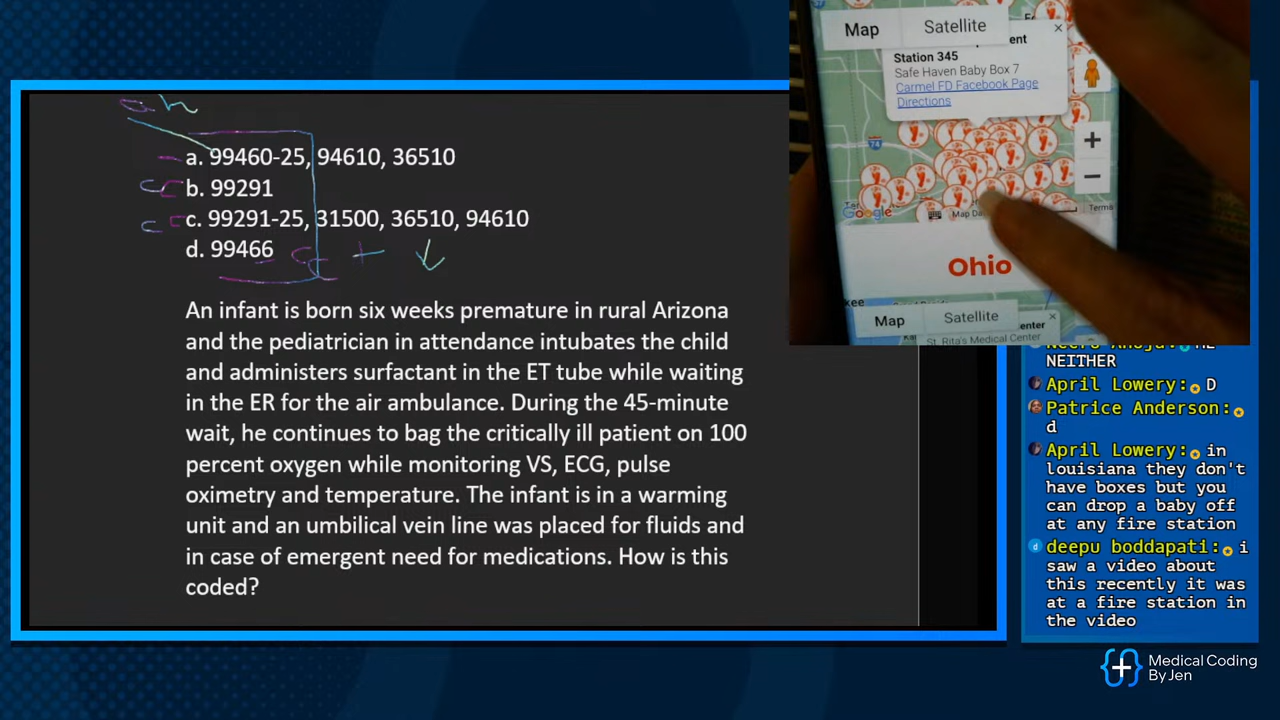 a. 99460-25, 94610, 36510
b. 99291
c. 99291-25, 31500, 36510, 94610
d. 99466
An infant is born six weeks premature in rural Arizona
and the pediatrician in attendance intubates the child
and administers surfactant in the ET tube while waiting
in the ER for the air ambulance. During the 45-minute
wait, he continues to bag the critically ill patient on 100
percent oxygen while monitoring VS, ECG, pulse
oximetry and temperature. The infant is in a warming
unit and an umbilical vein line was placed for fluids and
in case of emergent need for medications. How is this
coded?
Map Satellite
Station 345
Safe Haven Baby Box 7
Carmel FD Facebook Page
Directions
74
Google
Terms
Ohio
Map Satellite
St. Rita's Medical Center
NEITHER
April Lowery: D
Patrice Anderson:
d
April Lowery: in
louisiana they don't
have boxes but you
can drop a baby off
at any fire station
deepu boddapati: i
saw a video about
this recently it was
at a fire station in
the video
Medical Coding
By Jen